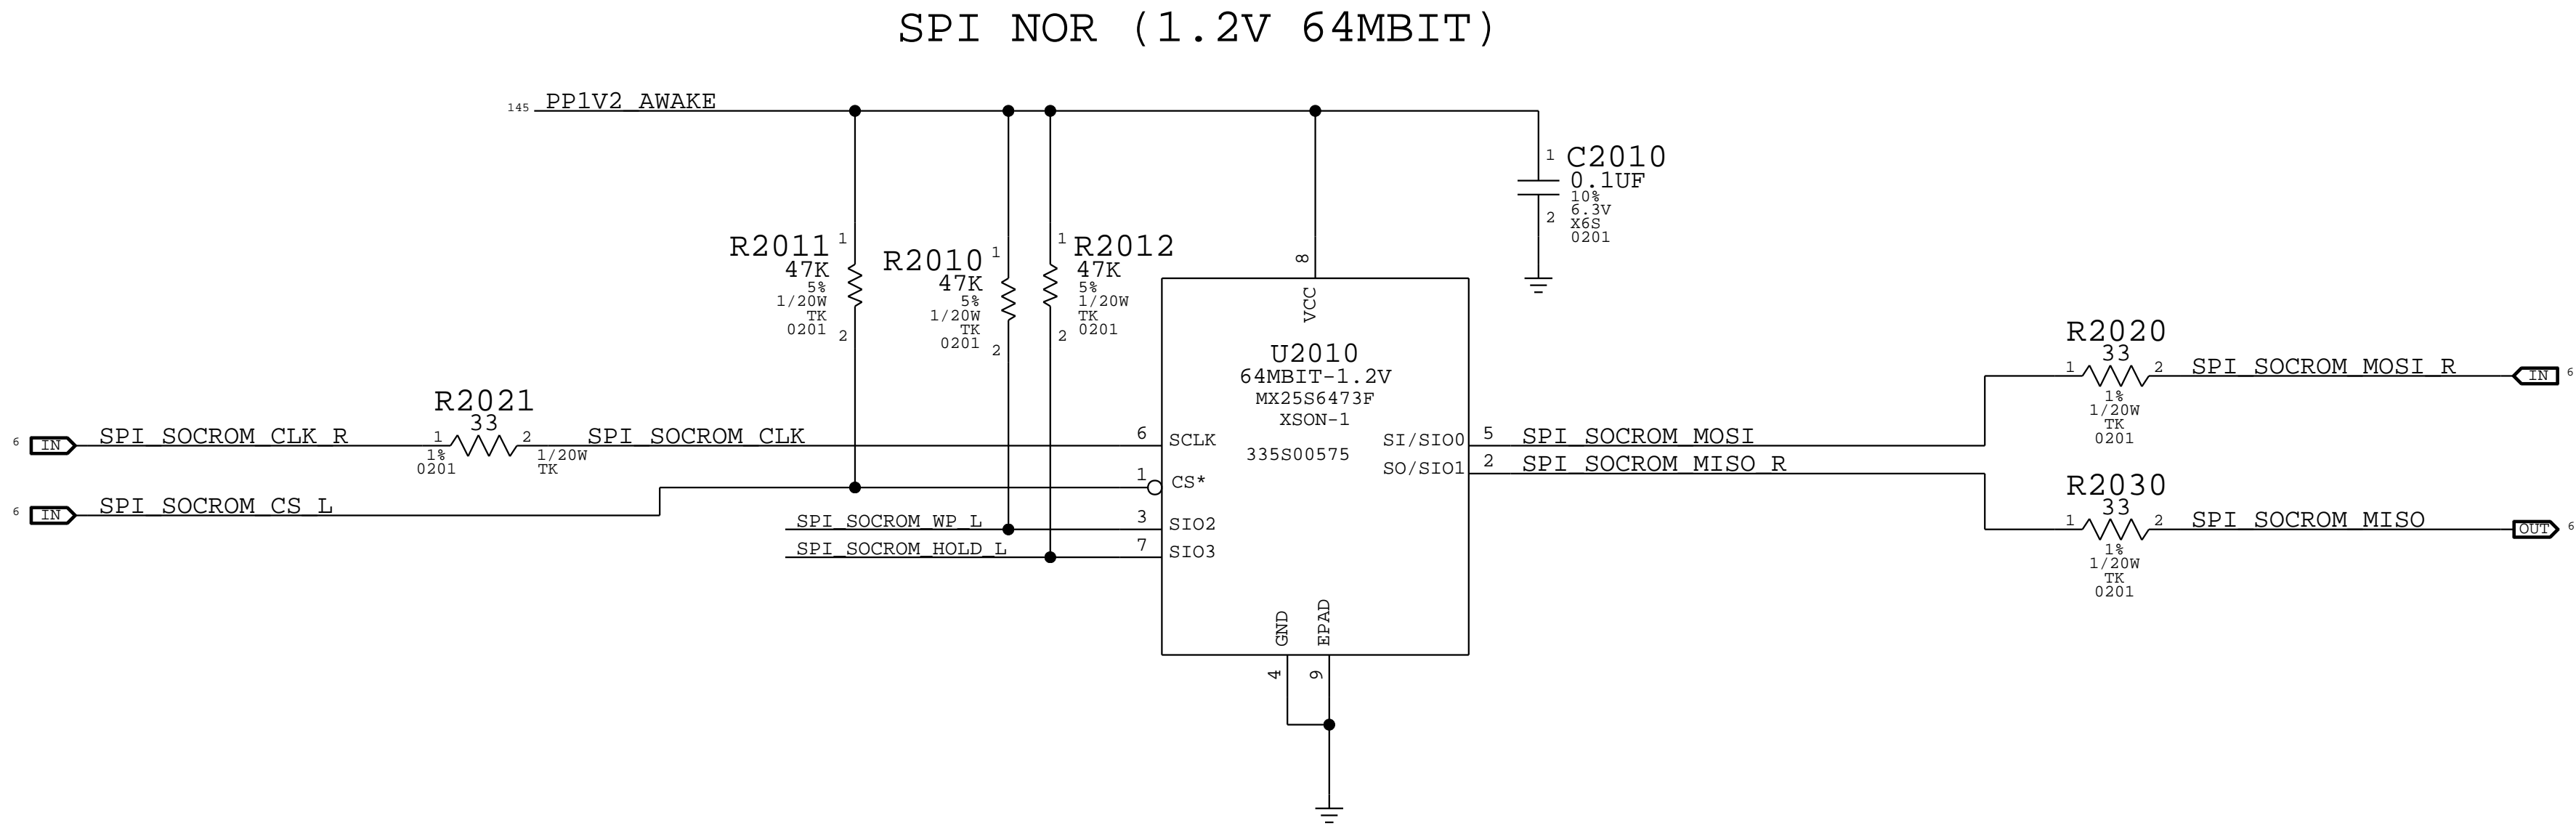 SPI NOR (1.2V 64MBIT)
145 PP1V2_AWAKE
1 C2010
0.1UF
10%
6.3V
2 X6S
0201
R2011 1
47K
5%
1/20W
TK
0201 2
R2010 1
47K
5%
1/20W
TK
0201 2
1 R2012
47K
5%
1/20W
TK
2 0201
8
VCC
U2010
64MBIT-1.2V
MX25S6473F
XSON-1
335S00575
R2021
33
6 IN SPI_SOCROM_CLK_R 1 2 SPI_SOCROM_CLK 6 SCLK
1% 1/20W
0201 TK
6 IN SPI_SOCROM_CS_L 1 CS*
SPI_SOCROM_WP_L 3 SIO2
SPI_SOCROM_HOLD_L 7 SIO3
SI/SIO0 5 SPI_SOCROM_MOSI
SO/SIO1 2 SPI_SOCROM_MISO_R
R2020
33
1 2 SPI_SOCROM_MOSI_R IN 6
1%
1/20W
TK
0201
R2030
33
1 2 SPI_SOCROM_MISO OUT 6
1%
1/20W
TK
0201
GND EPAD
4 9